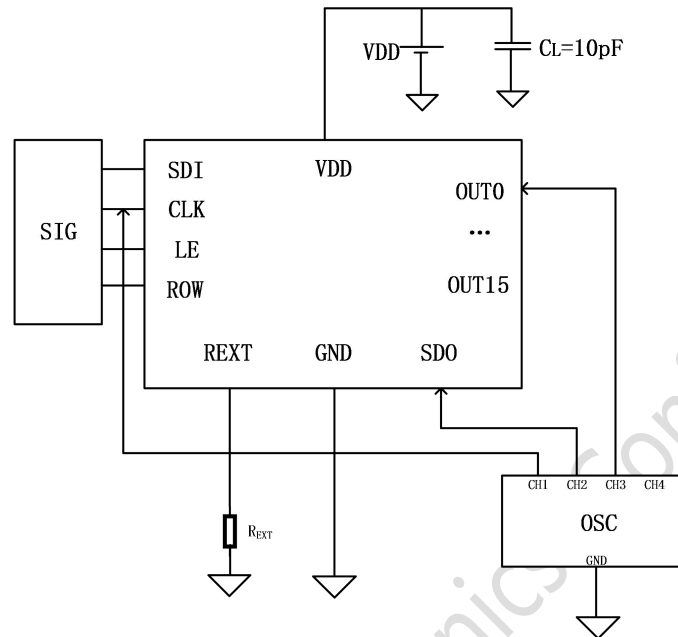 VDD
CL=10pF
SDI
VDD
CLK
OUT0
SIG
...
LE
ROW
OUT15
REXT
GND
SDO
CH1
CH2
CH3
CH4
OSC
REXT
GND